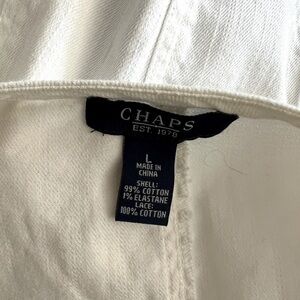 CHAPS
EST. 1978
L
MADE IN
CHINA
SHELL:
99% COTTON
1% ELASTANE
LACE:
100% COTTON